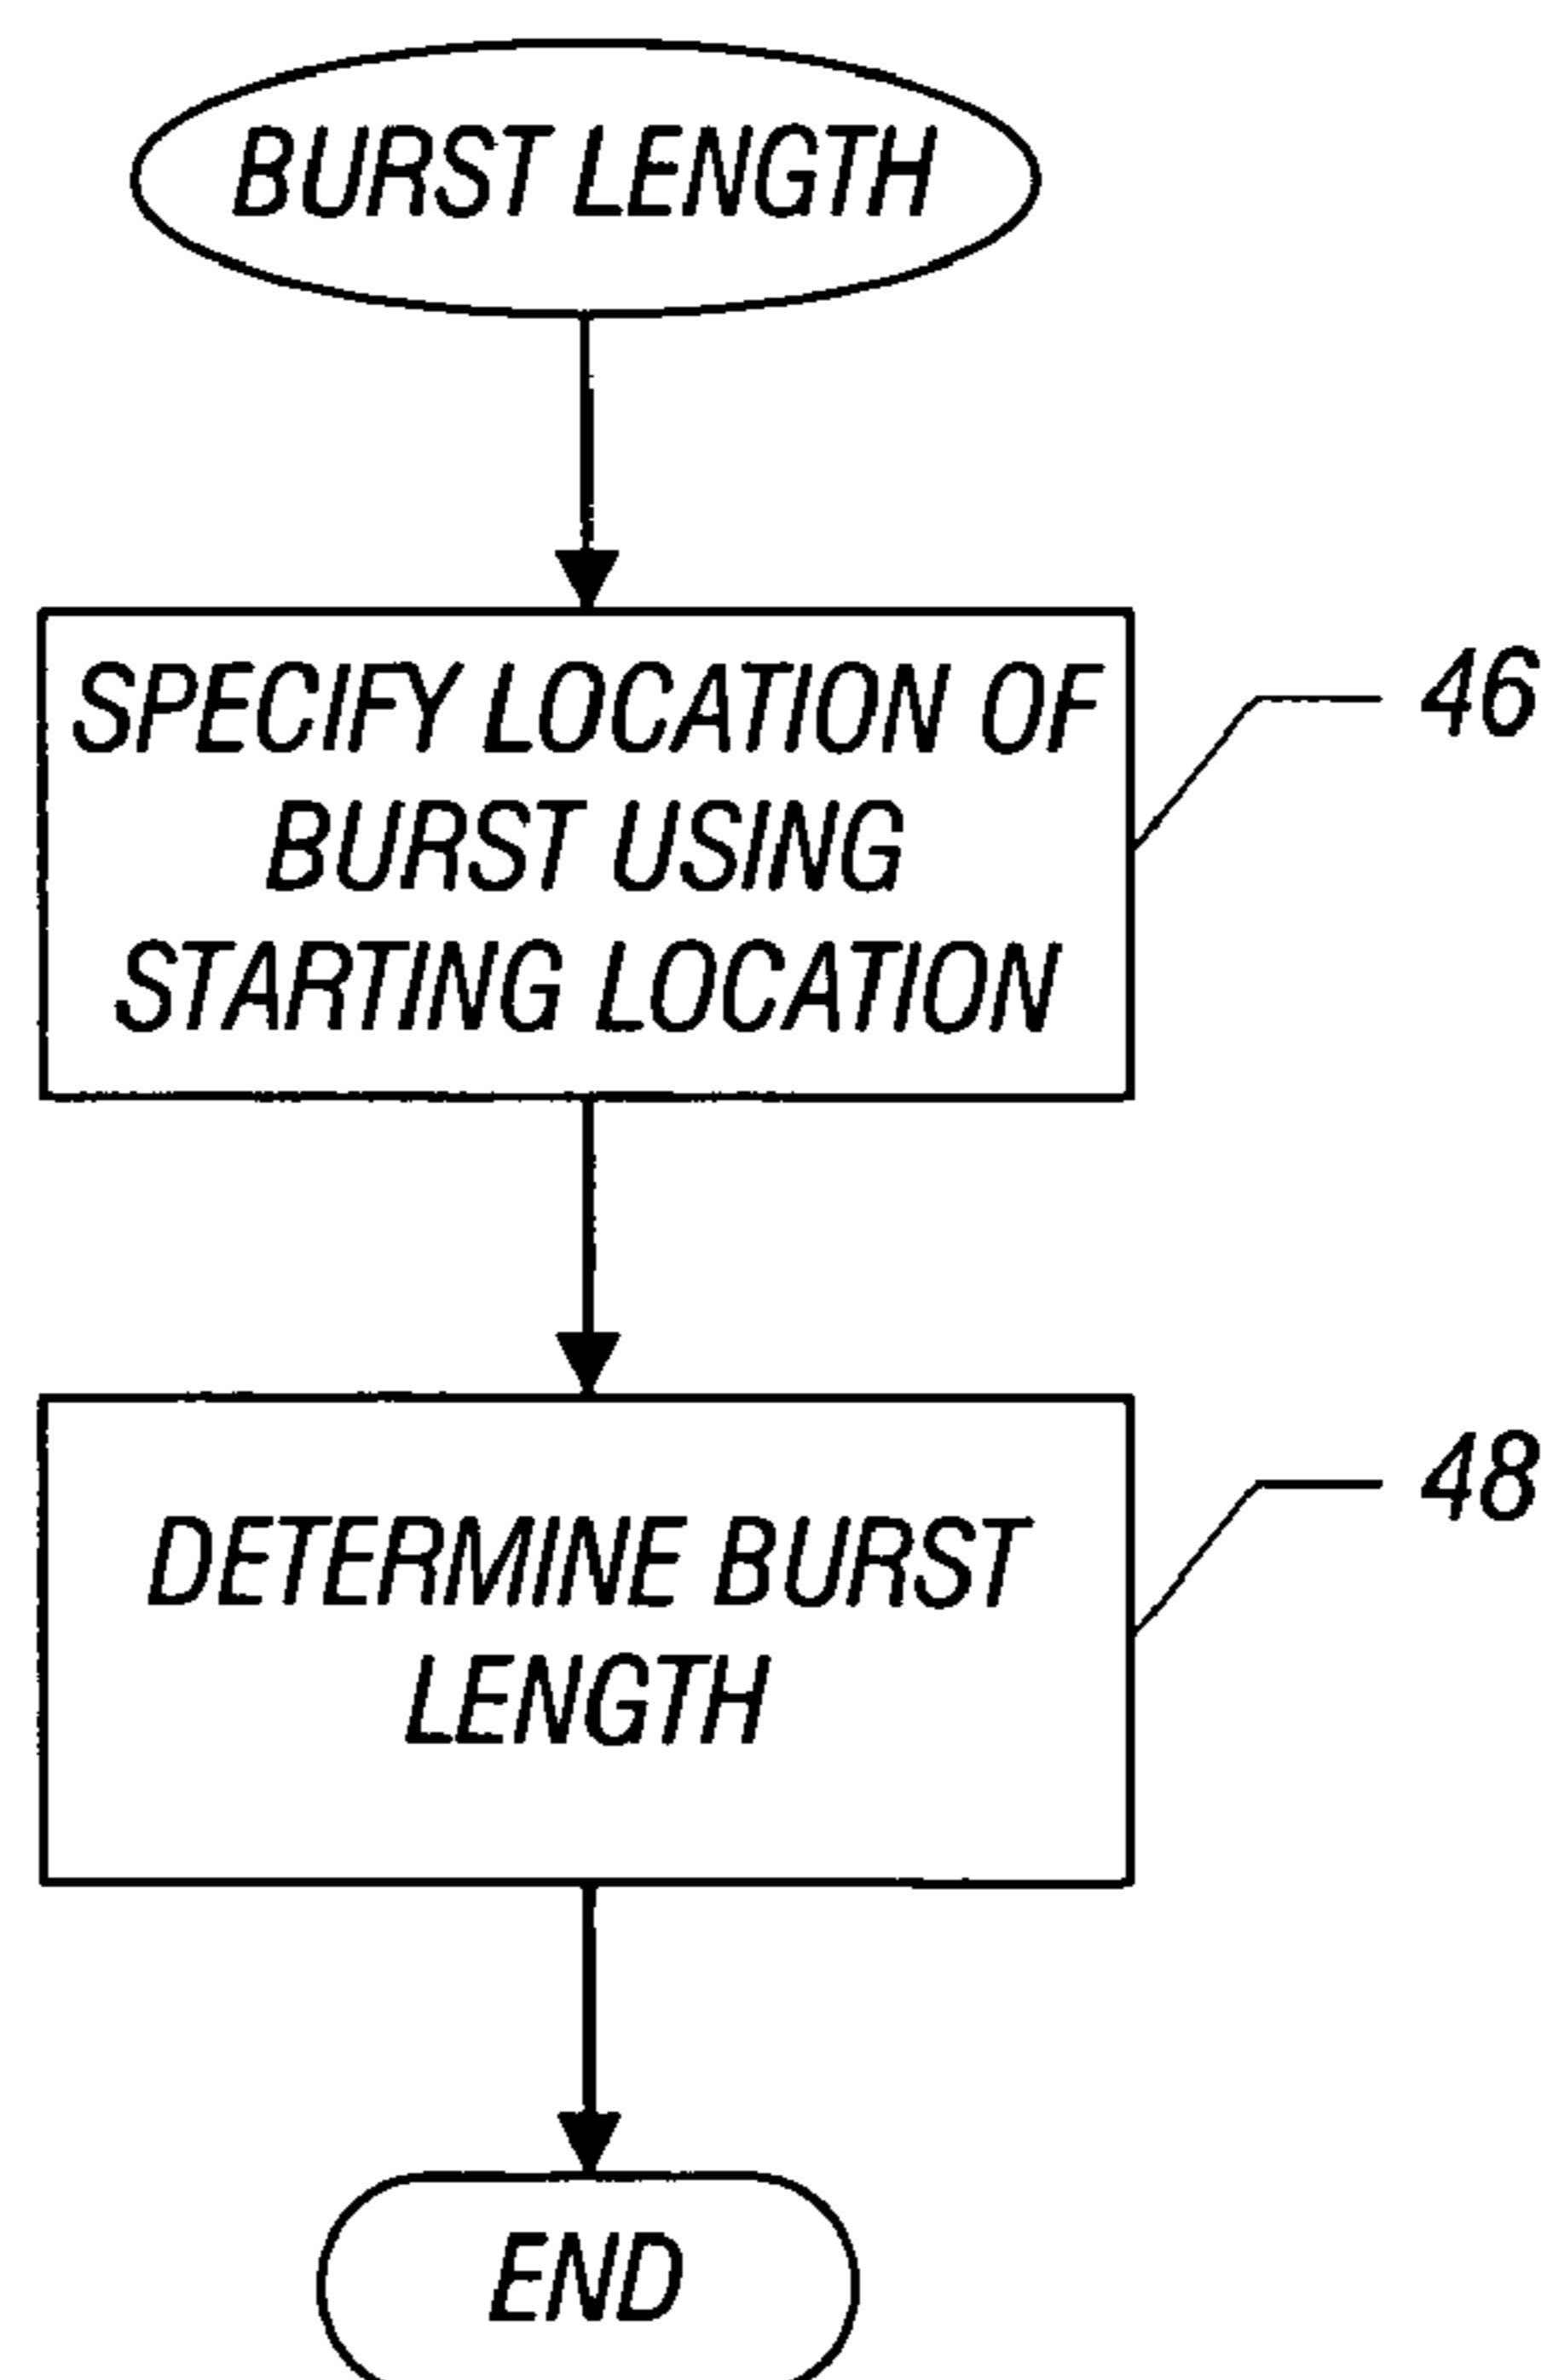 BURST LENGTH
SPECIFY LOCATION OF
BURST USING
STARTING LOCATION
46
DETERMINE BURST
LENGTH
48
END